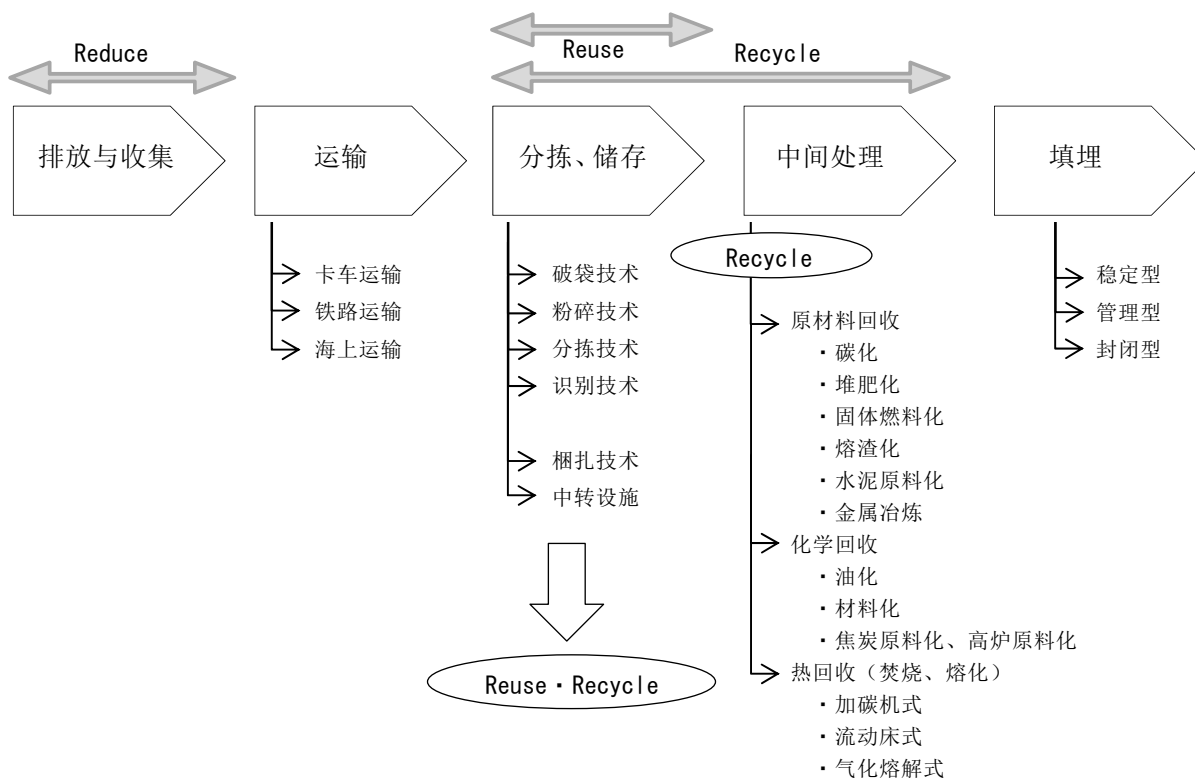 Reduce
Reuse
Recycle
排放与收集
运输
分拣、储存
中间处理
填埋
卡车运输
铁路运输
海上运输
破袋技术
粉碎技术
分拣技术
识别技术
梱扎技术
中转设施
Reuse・Recycle
Recycle
原材料回收
・碳化
・堆肥化
・固体燃料化
・熔渣化
・水泥原料化
・金属冶炼
化学回收
・油化
・材料化
・焦炭原料化、高炉原料化
热回收（焚烧、熔化）
・加碳机式
・流动床式
・气化熔解式
稳定型
管理型
封闭型